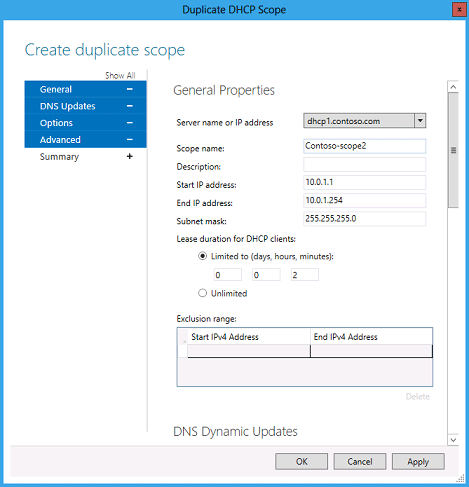 Duplicate DHCP Scope
x
Create duplicate scope
Show All
General −
DNS Updates −
Options −
Advanced −
Summary +
General Properties
Server name or IP address dhcp1.contoso.com
Scope name: Contoso-scope2
Description:
Start IP address: 10.0.1.1
End IP address: 10.0.1.254
Subnet mask: 255.255.255.0
Lease duration for DHCP clients:
Limited to (days, hours, minutes):
0 0 2
Unlimited
Exclusion range:
Start IPv4 Address End IPv4 Address
Delete
DNS Dynamic Updates
OK Cancel Apply